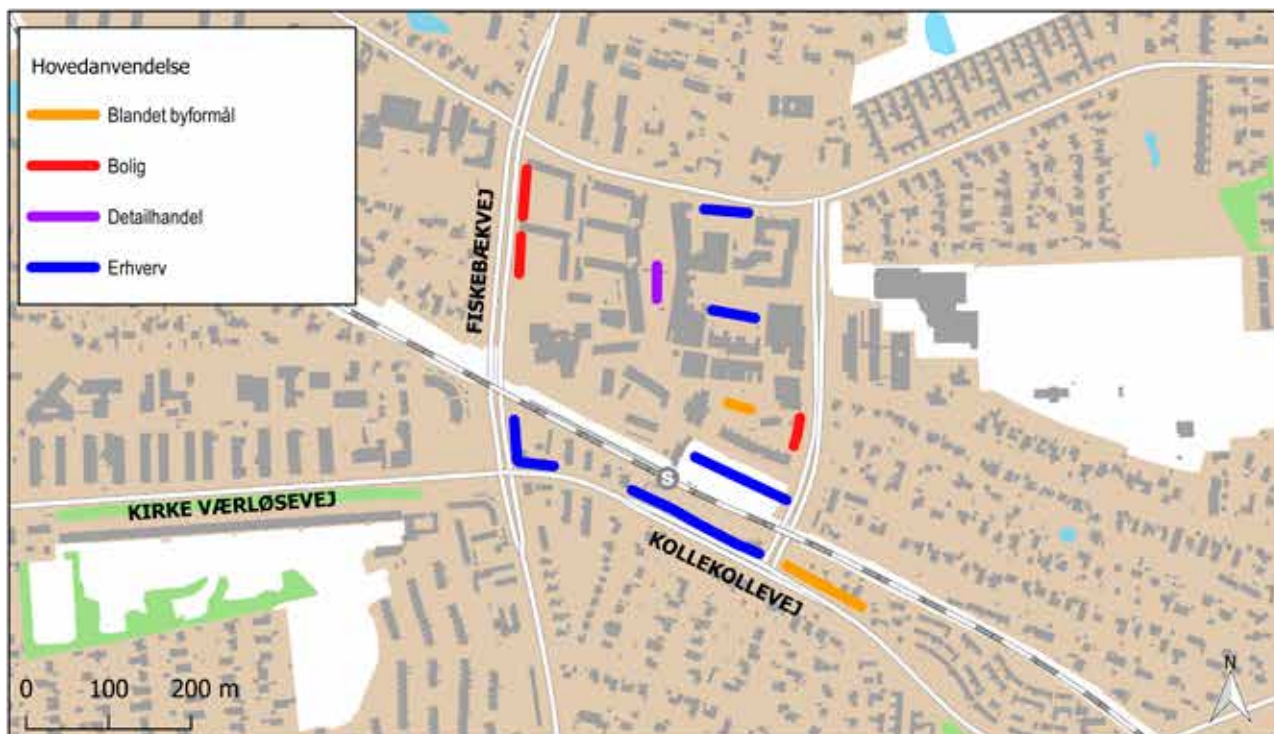 Hovedanvendelse
Blandet byformål
Bolig
Detailhandel
Erhverv
FISKEBÆKVEJ
S
KIRKE VÆRLØSEVEJ
KOLLEKOLLEVEJ
N
0 100 200 m